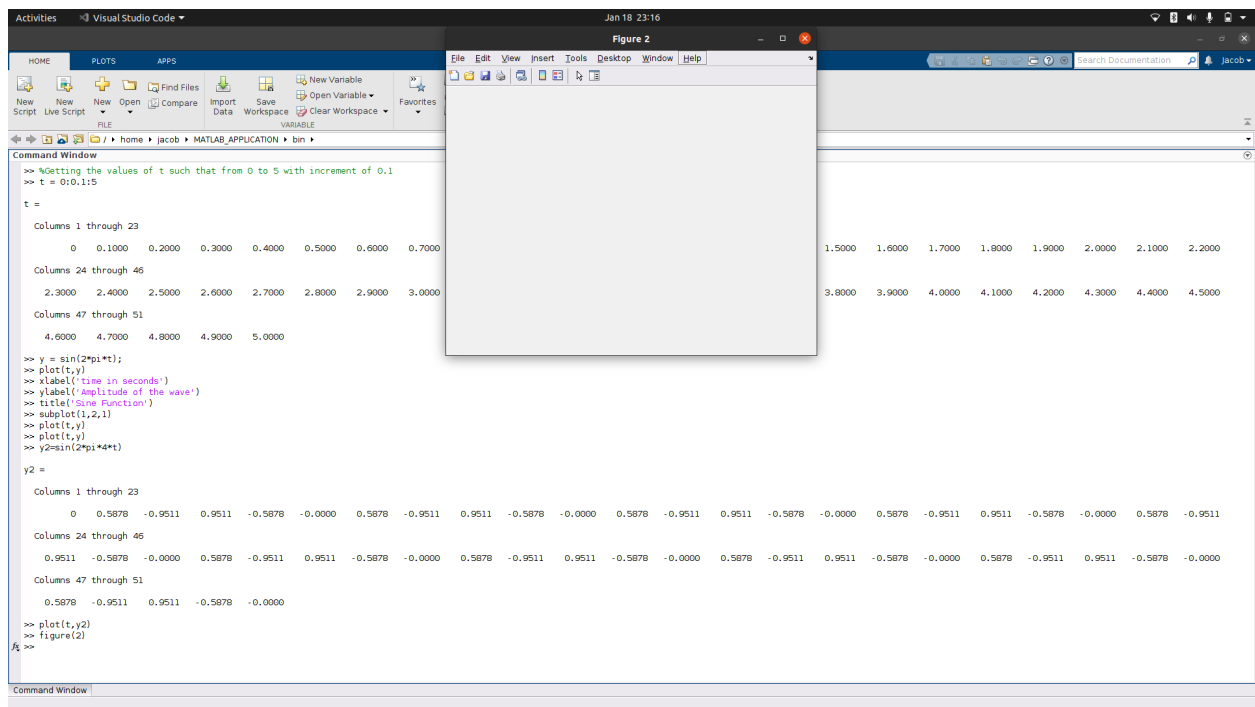 Activities Visual Studio Code Jan 18 23:16
Figure 2
HOME PLOTS APPS File Edit View Insert Tools Desktop Window Help Search Documentation Jacob
New Script New Live Script New Open Find Files Compare Import Data Save Workspace New Variable Open Variable Clear Workspace Favorites
FILE VARIABLE
/ home jacob MATLAB_APPLICATION bin
Command Window
>> %Getting the values of t such that from 0 to 5 with increment of 0.1
>> t = 0:0.1:5
t =
Columns 1 through 23
0 0.1000 0.2000 0.3000 0.4000 0.5000 0.6000 0.7000 1.5000 1.6000 1.7000 1.8000 1.9000 2.0000 2.1000 2.2000
Columns 24 through 46
2.3000 2.4000 2.5000 2.6000 2.7000 2.8000 2.9000 3.0000 3.8000 3.9000 4.0000 4.1000 4.2000 4.3000 4.4000 4.5000
Columns 47 through 51
4.6000 4.7000 4.8000 4.9000 5.0000
>> y = sin(2*pi*t);
>> plot(t,y)
>> xlabel('time in seconds')
>> ylabel('Amplitude of the wave')
>> title('Sine Function')
>> subplot(1,2,1)
>> plot(t,y)
>> plot(t,y)
>> y2=sin(2*pi*4*t)
y2 =
Columns 1 through 23
0 0.5878 -0.9511 0.9511 -0.5878 -0.0000 0.5878 -0.9511 0.9511 -0.5878 -0.0000 0.5878 -0.9511 0.9511 -0.5878 -0.0000 0.5878 -0.9511 0.9511 -0.5878 -0.0000 0.5878 -0.9511
Columns 24 through 46
0.9511 -0.5878 -0.0000 0.5878 -0.9511 0.9511 -0.5878 -0.0000 0.5878 -0.9511 0.9511 -0.5878 -0.0000 0.5878 -0.9511 0.9511 -0.5878 -0.0000 0.5878 -0.9511 0.9511 -0.5878 -0.0000
Columns 47 through 51
0.5878 -0.9511 0.9511 -0.5878 -0.0000
>> plot(t,y2)
>> figure(2)
fx >>
Command Window